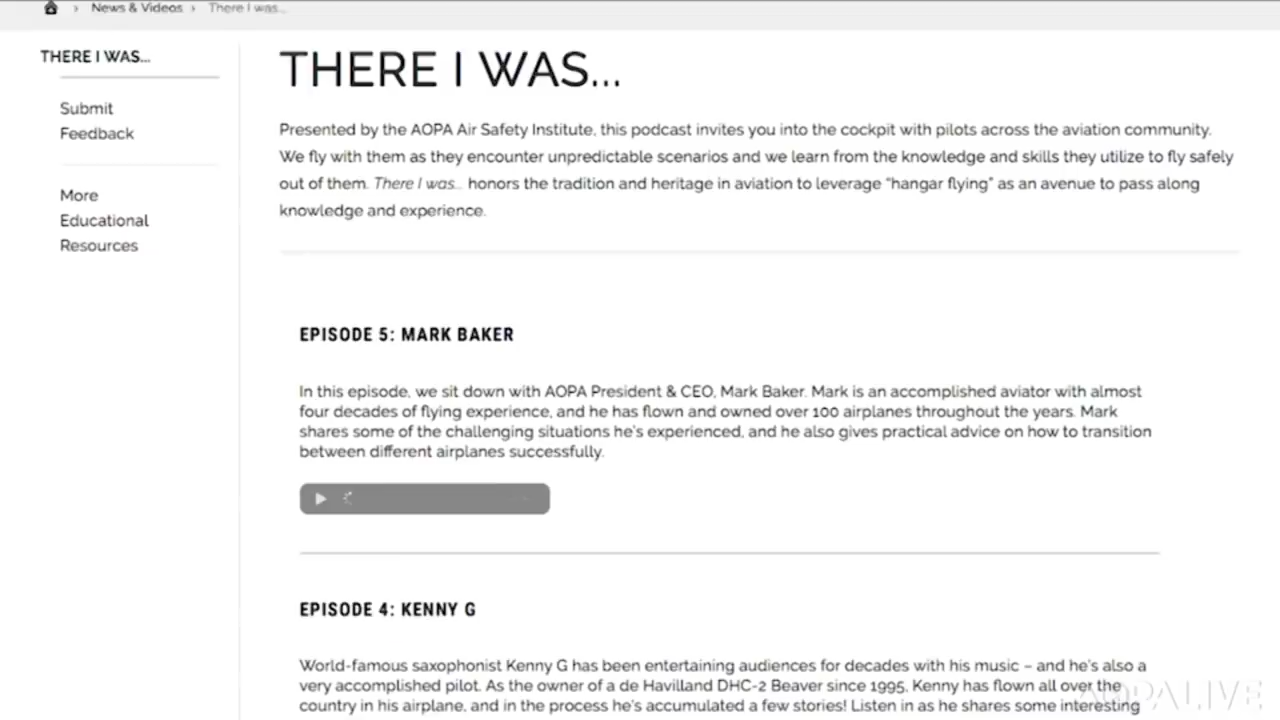 News & Videos › There I was...
THERE I WAS...
Submit
Feedback
More
Educational
Resources
THERE I WAS...
Presented by the AOPA Air Safety Institute, this podcast invites you into the cockpit with pilots across the aviation community.
We fly with them as they encounter unpredictable scenarios and we learn from the knowledge and skills they utilize to fly safely
out of them. There I was... honors the tradition and heritage in aviation to leverage “hangar flying” as an avenue to pass along
knowledge and experience.
EPISODE 5: MARK BAKER
In this episode, we sit down with AOPA President & CEO, Mark Baker. Mark is an accomplished aviator with almost
four decades of flying experience, and he has flown and owned over 100 airplanes throughout the years. Mark
shares some of the challenging situations he's experienced, and he also gives practical advice on how to transition
between different airplanes successfully.
EPISODE 4: KENNY G
World-famous saxophonist Kenny G has been entertaining audiences for decades with his music – and he's also a
very accomplished pilot. As the owner of a de Havilland DHC-2 Beaver since 1995, Kenny has flown all over the
country in his airplane, and in the process he's accumulated a few stories! Listen in as he shares some interesting
AOPA LIVE